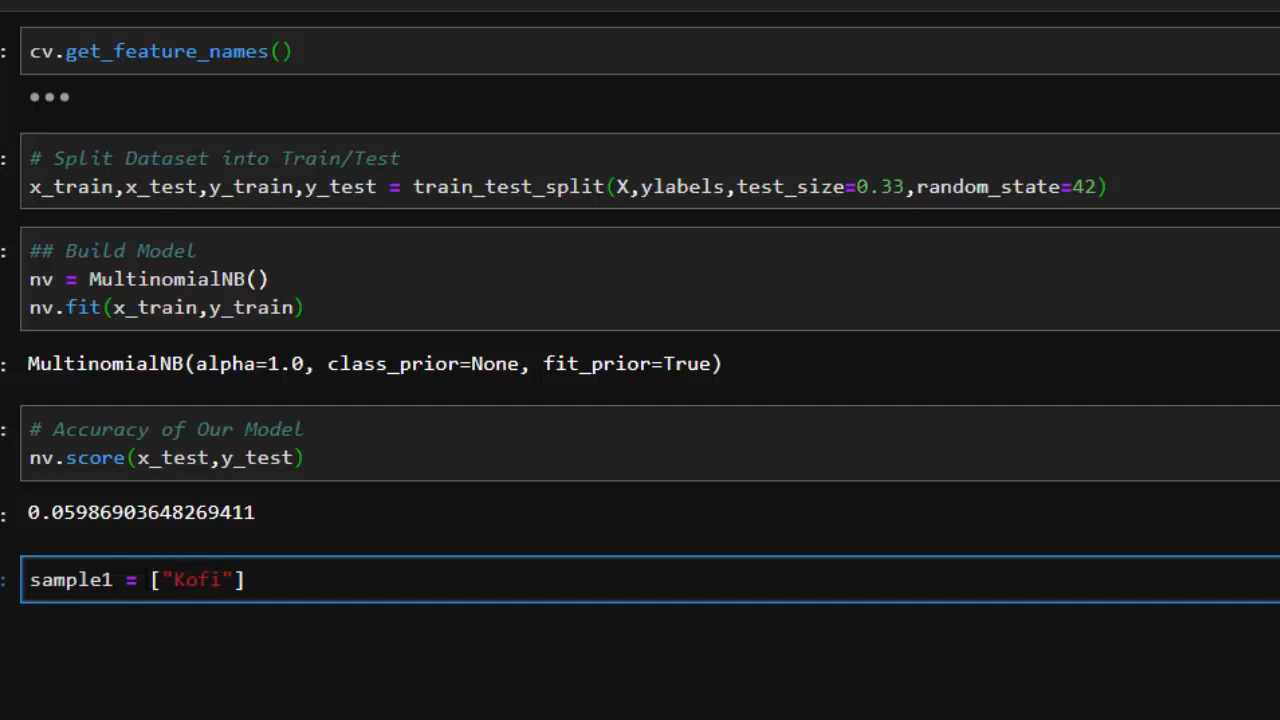 : cv.get_feature_names()
: # Split Dataset into Train/Test
x_train,x_test,y_train,y_test = train_test_split(X,ylabels,test_size=0.33,random_state=42)
: ## Build Model
nv = MultinomialNB()
nv.fit(x_train,y_train)
: MultinomialNB(alpha=1.0, class_prior=None, fit_prior=True)
: # Accuracy of Our Model
nv.score(x_test,y_test)
: 0.05986903648269411
: sample1 = ["Kofi"]